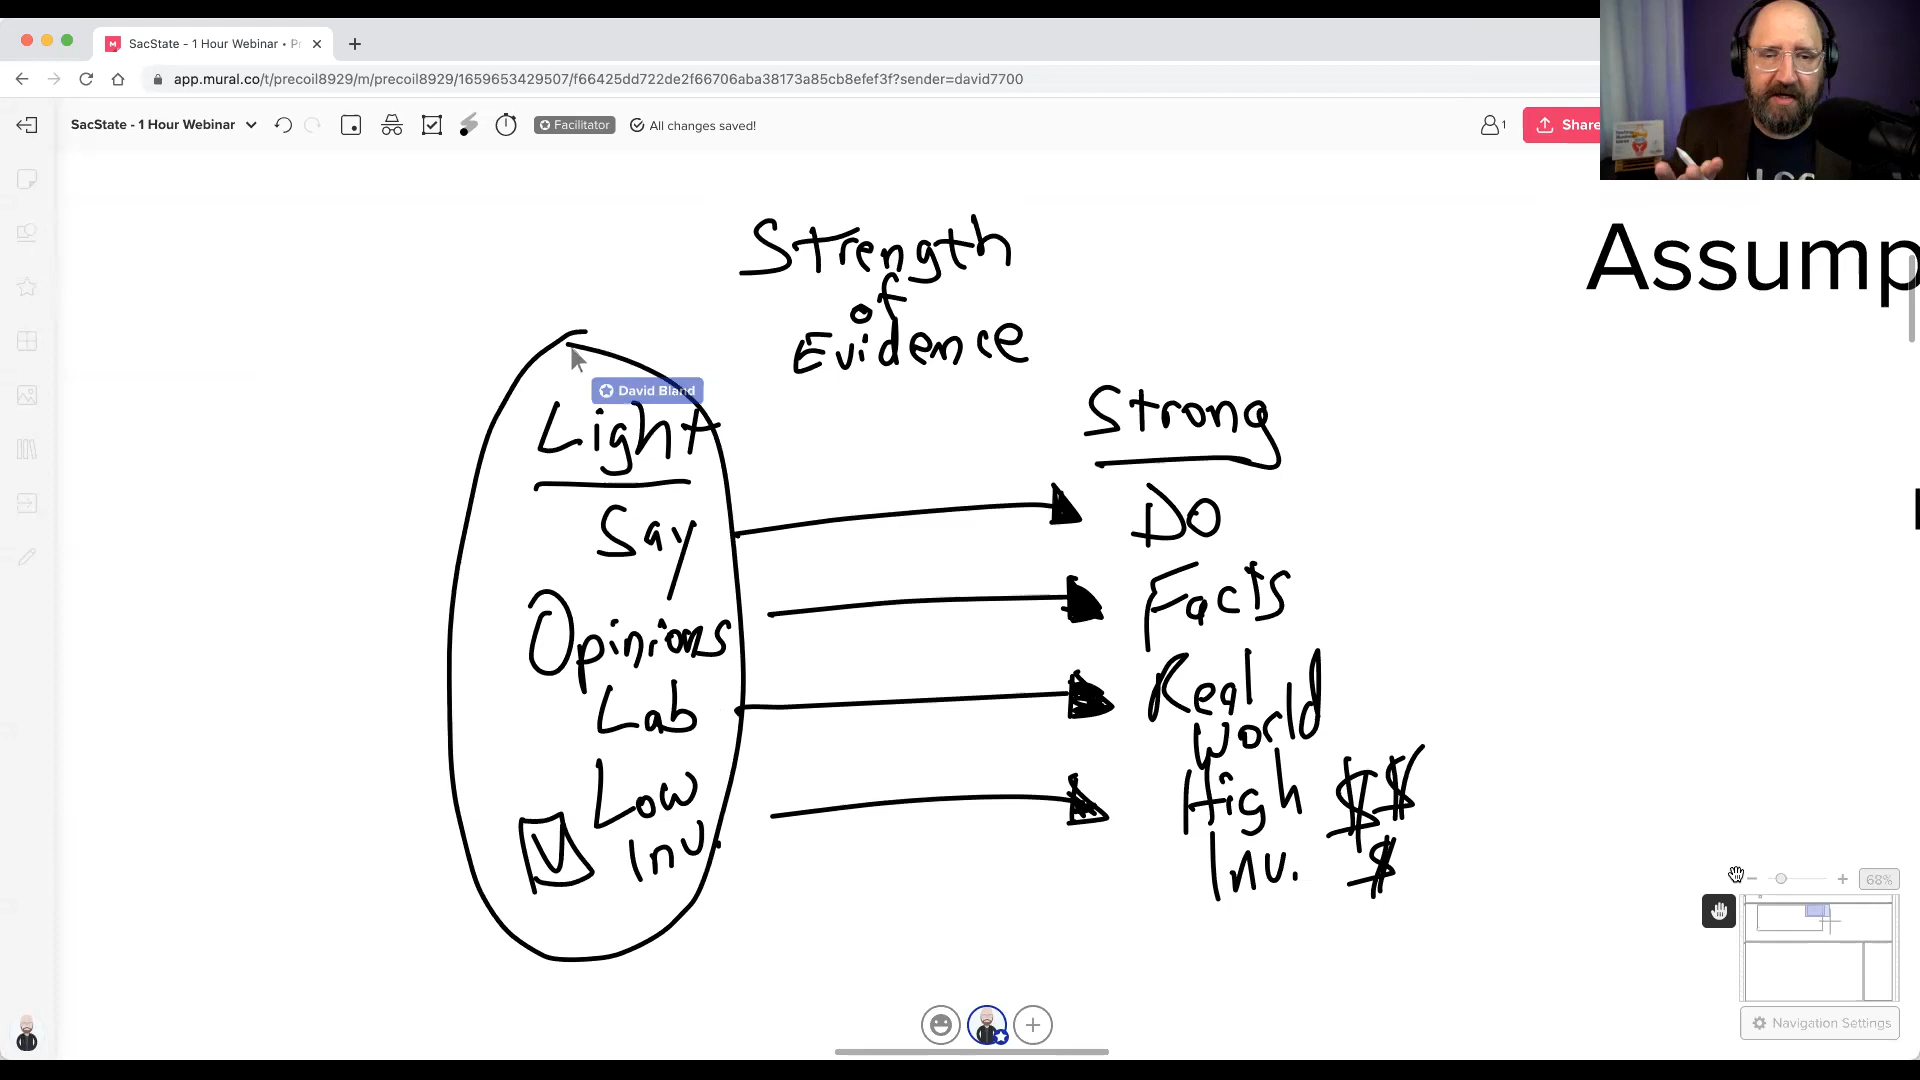 SacState - 1 Hour Webinar • Pr
app.mural.co/t/precoil8929/m/precoil8929/1659653429507/f66425dd722de2f66706aba38173a85cb8efef3f?sender=david7700
SacState - 1 Hour Webinar
Facilitator
All changes saved!
1
Share
Strength
of
Evidence
Assump
David Bland
Light
Strong
Say
DO
Opinions
Facts
Lab
Real
World
Low
Inv.
High $$
Inv. $
68%
Navigation Settings